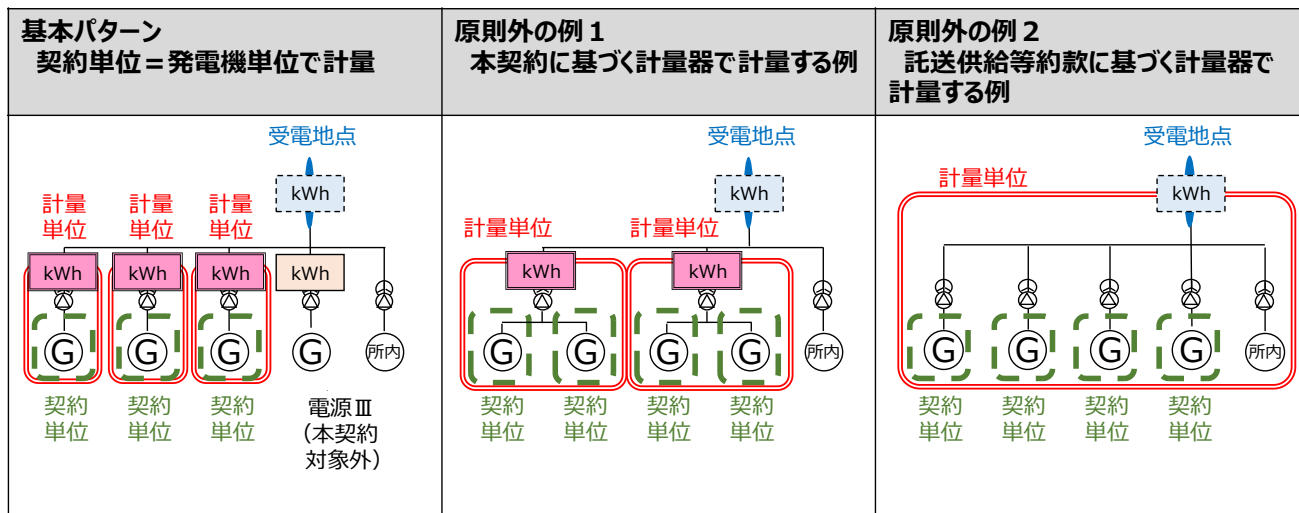 基本パターン
契約単位＝発電機単位で計量
受電地点
kWh
計量
単位
計量
単位
計量
単位
kWh
kWh
kWh
kWh
G
G
G
G
所内
契約
単位
契約
単位
契約
単位
電源Ⅲ
（本契約
対象外）
原則外の例１
本契約に基づく計量器で計量する例
受電地点
kWh
計量単位
計量単位
kWh
kWh
G
G
G
G
所内
契約
単位
契約
単位
契約
単位
契約
単位
原則外の例２
託送供給等約款に基づく計量器で
計量する例
受電地点
計量単位
kWh
G
G
G
G
所内
契約
単位
契約
単位
契約
単位
契約
単位